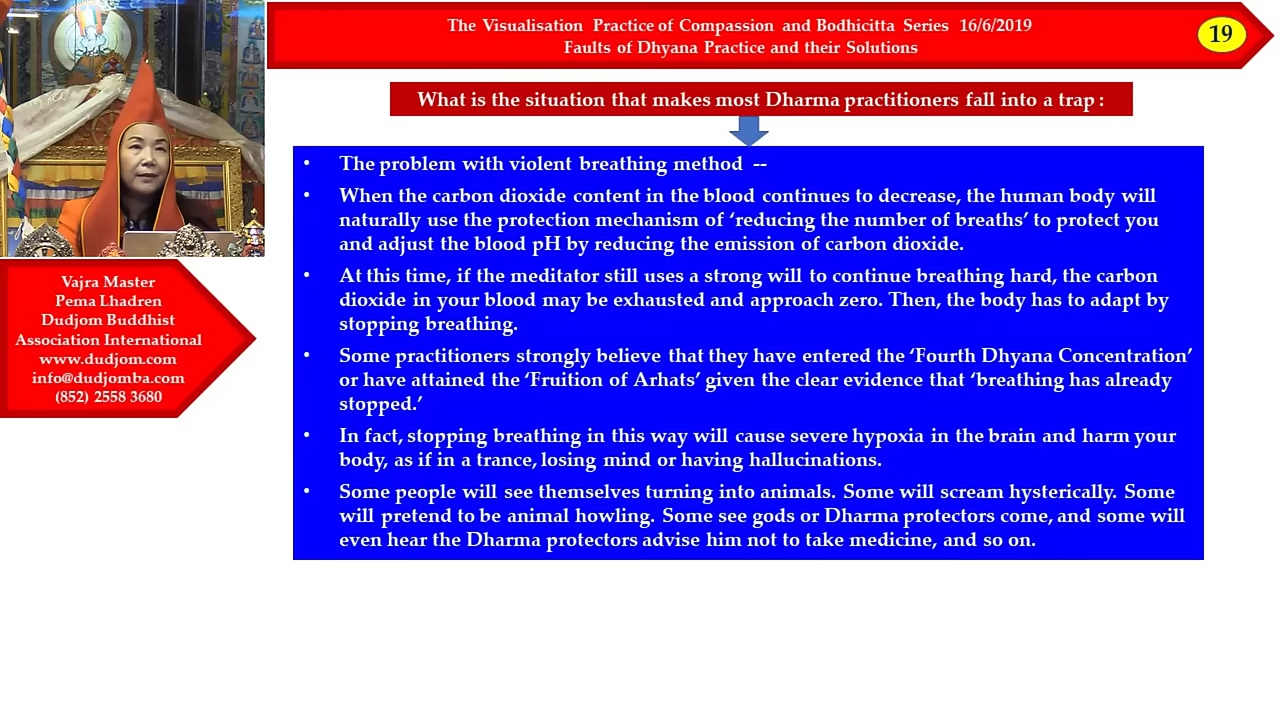 The Visualisation Practice of Compassion and Bodhicitta Series 16/6/2019
Faults of Dhyana Practice and their Solutions
19
What is the situation that makes most Dharma practitioners fall into a trap :
• The problem with violent breathing method --
• When the carbon dioxide content in the blood continues to decrease, the human body will
naturally use the protection mechanism of ‘reducing the number of breaths’ to protect you
and adjust the blood pH by reducing the emission of carbon dioxide.
• At this time, if the meditator still uses a strong will to continue breathing hard, the carbon
dioxide in your blood may be exhausted and approach zero. Then, the body has to adapt by
stopping breathing.
• Some practitioners strongly believe that they have entered the ‘Fourth Dhyana Concentration’
or have attained the ‘Fruition of Arhats’ given the clear evidence that ‘breathing has already
stopped.’
• In fact, stopping breathing in this way will cause severe hypoxia in the brain and harm your
body, as if in a trance, losing mind or having hallucinations.
• Some people will see themselves turning into animals. Some will scream hysterically. Some
will pretend to be animal howling. Some see gods or Dharma protectors come, and some will
even hear the Dharma protectors advise him not to take medicine, and so on.
Vajra Master
Pema Lhadren
Dudjom Buddhist
Association International
www.dudjom.com
info@dudjomba.com
(852) 2558 3680